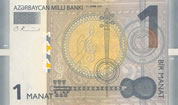 AZƏRBAYCAN MİLLİ BANKI
1
1 MANAT
BİR MANAT